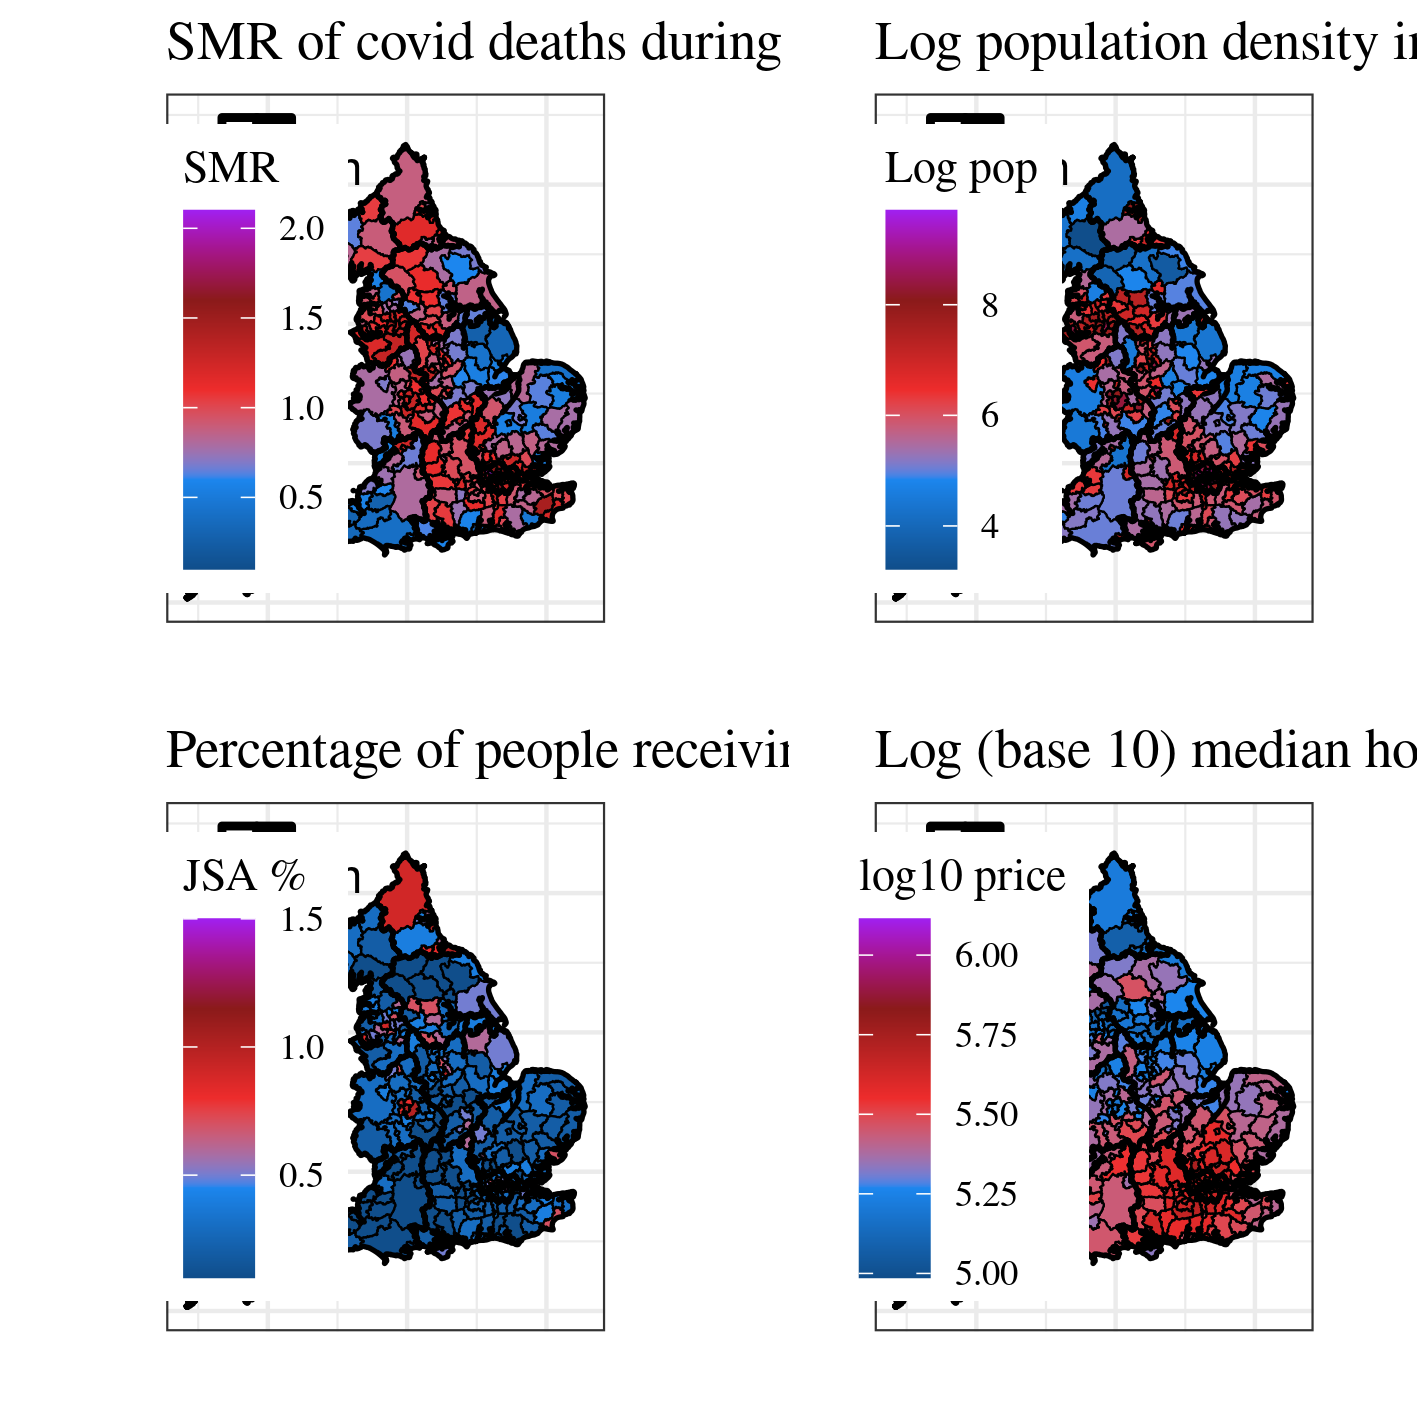 SMR of covid deaths during
SMR
2.0
1.5
1.0
0.5
Log population density in
Log pop
8
6
4
Percentage of people
JSA %
1.5
1.0
0.5
Log (base 10) median
log10 price
6.00
5.75
5.50
5.25
5.00